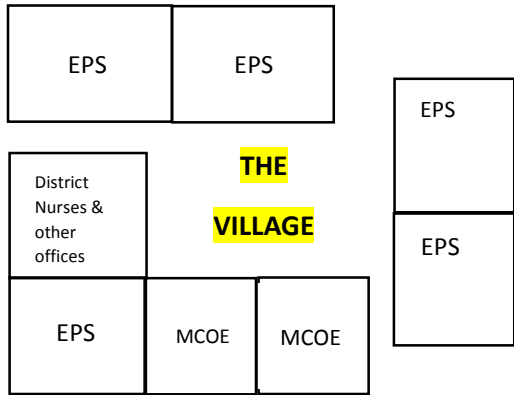 EPS
EPS
EPS
THE
VILLAGE
District
Nurses &
other
offices
EPS
EPS
MCOE
MCOE